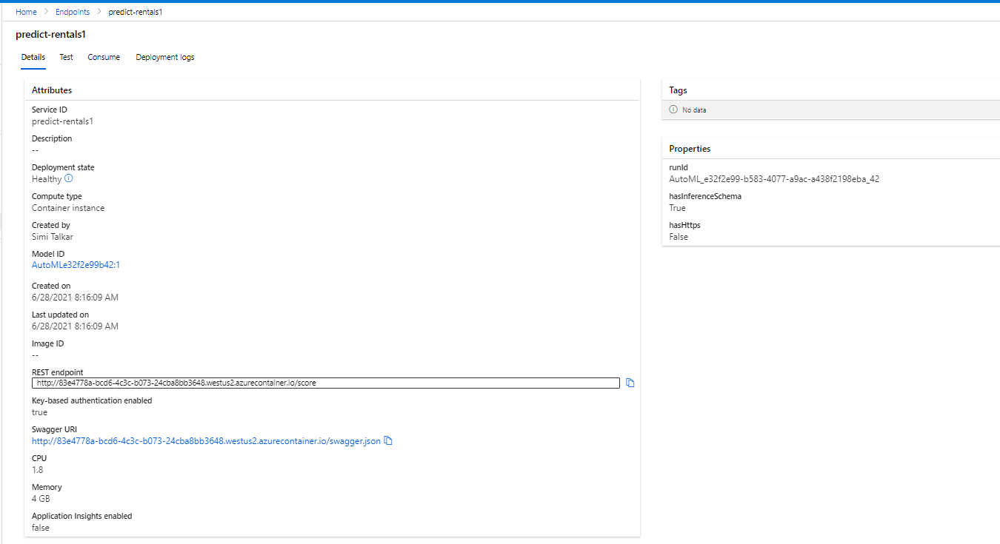 Home > Endpoints > predict-rentals1
predict-rentals1
Details Test Consume Deployment logs
Attributes
Service ID
predict-rentals1
Description
--
Deployment state
Healthy
Compute type
Container instance
Created by
Simi Talkar
Model ID
AutoMLe32f2e99b42:1
Created on
6/28/2021 8:16:09 AM
Last updated on
6/28/2021 8:16:09 AM
Image ID
--
REST endpoint
http://83e4778a-bcd6-4c3c-b073-24cba8bb3648.westus2.azurecontainer.io/score
Key-based authentication enabled
true
Swagger URI
http://83e4778a-bcd6-4c3c-b073-24cba8bb3648.westus2.azurecontainer.io/swagger.json
CPU
1.8
Memory
4 GB
Application Insights enabled
false
Tags
No data
Properties
runId
AutoML_e32f2e99-b583-4077-a9ac-a438f2198eba_42
hasInferenceSchema
True
hasHttps
False